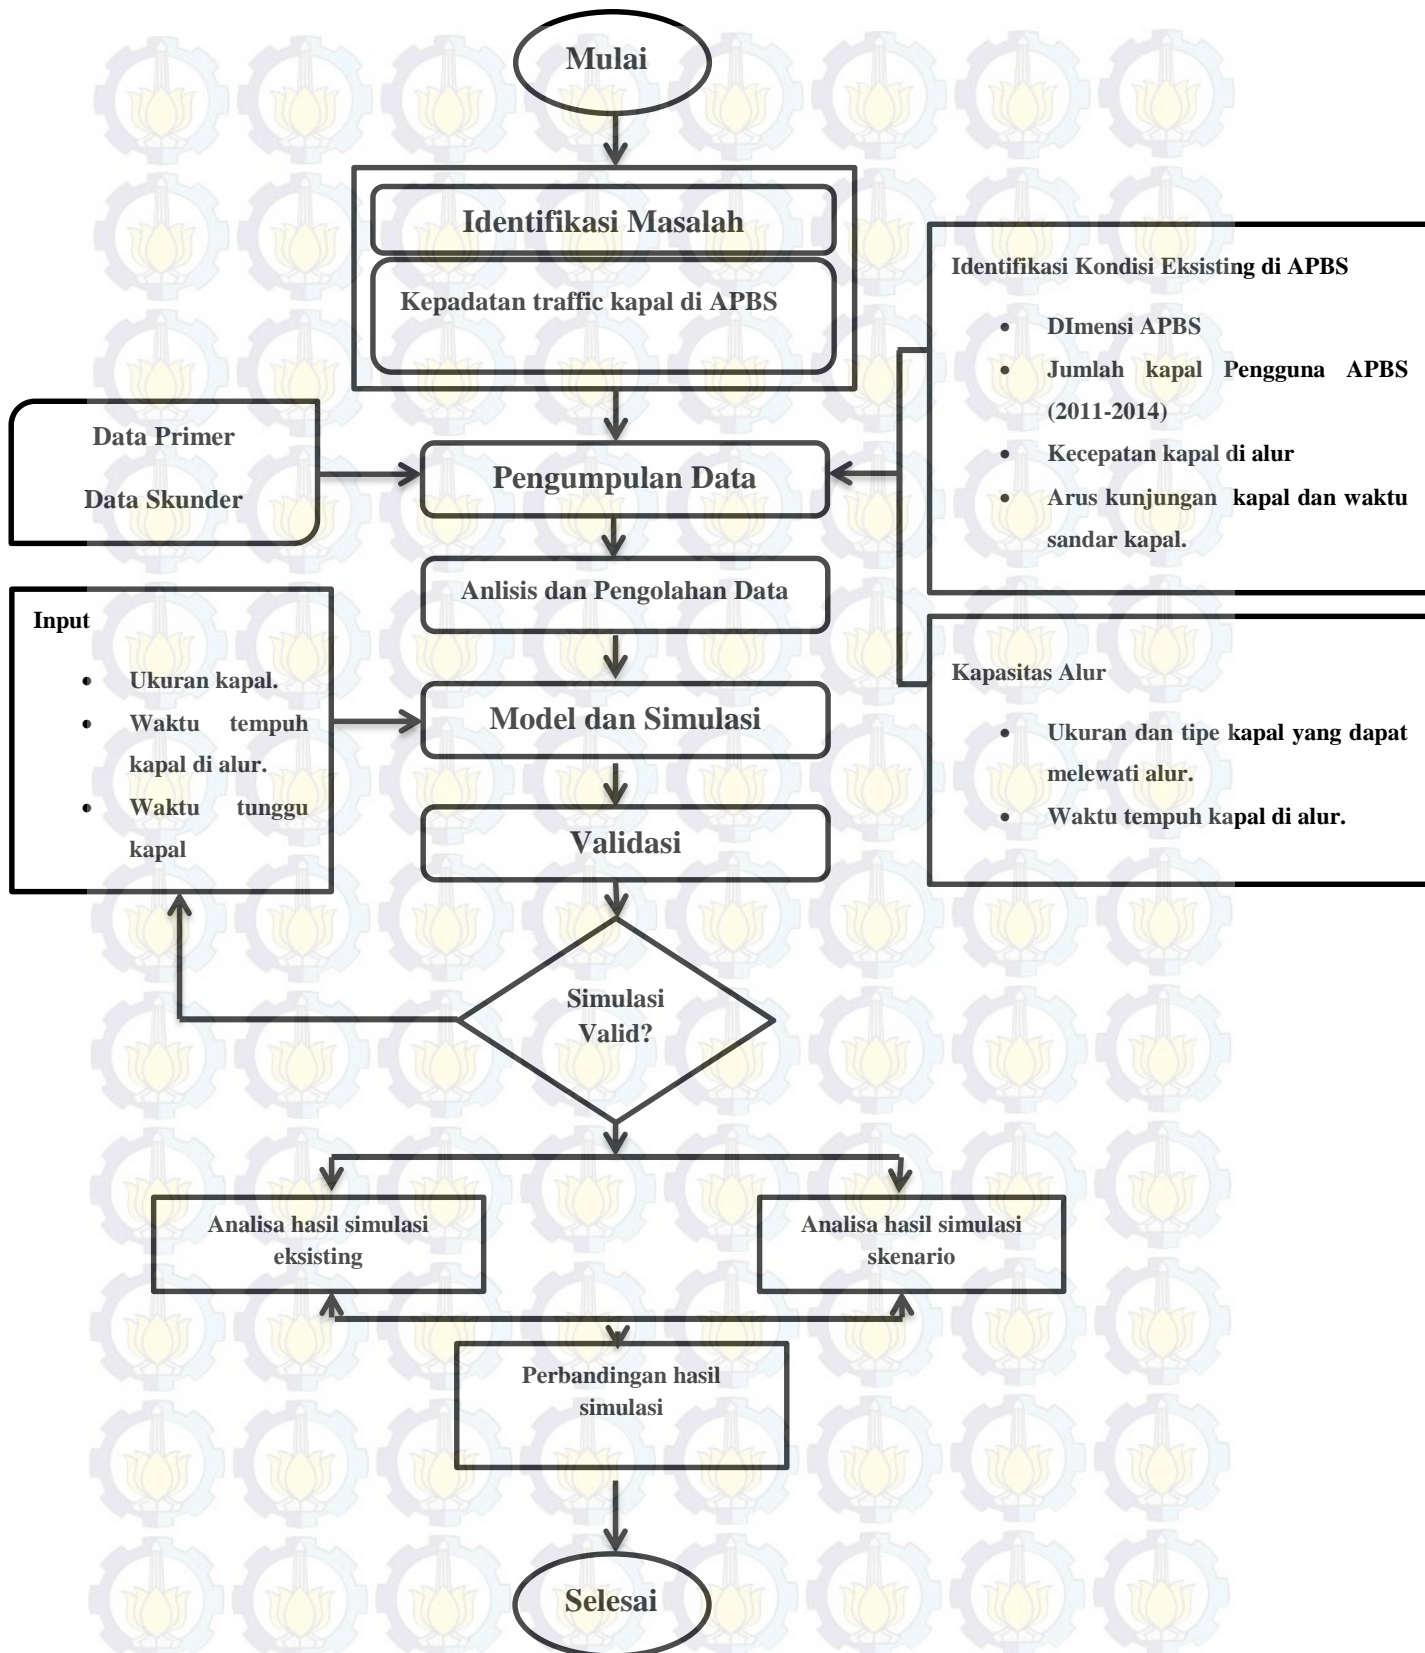 Mulai
Identifikasi Masalah
Kepadatan traffic kapal di APBS
Identifikasi Kondisi Eksisting di APBS
• DImensi APBS
• Jumlah kapal Pengguna APBS
(2011-2014)
• Kecepatan kapal di alur
• Arus kunjungan kapal dan waktu
sandar kapal.
Data Primer
Data Skunder
Pengumpulan Data
Anlisis dan Pengolahan Data
Input
• Ukuran kapal.
• Waktu tempuh
kapal di alur.
• Waktu tunggu
kapal
Model dan Simulasi
Kapasitas Alur
• Ukuran dan tipe kapal yang dapat
melewati alur.
• Waktu tempuh kapal di alur.
Validasi
Simulasi
Valid?
Analisa hasil simulasi
eksisting
Analisa hasil simulasi
skenario
Perbandingan hasil
simulasi
Selesai